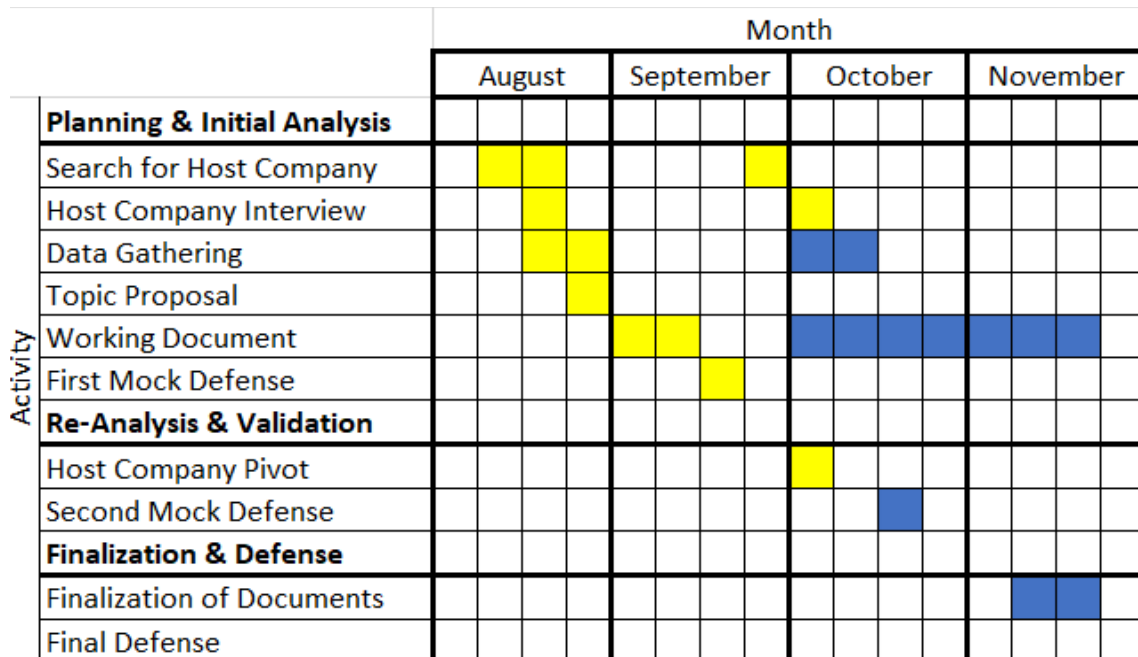 Month
August September October November
Activity
Planning & Initial Analysis
Search for Host Company
Host Company Interview
Data Gathering
Topic Proposal
Working Document
First Mock Defense
Re-Analysis & Validation
Host Company Pivot
Second Mock Defense
Finalization & Defense
Finalization of Documents
Final Defense